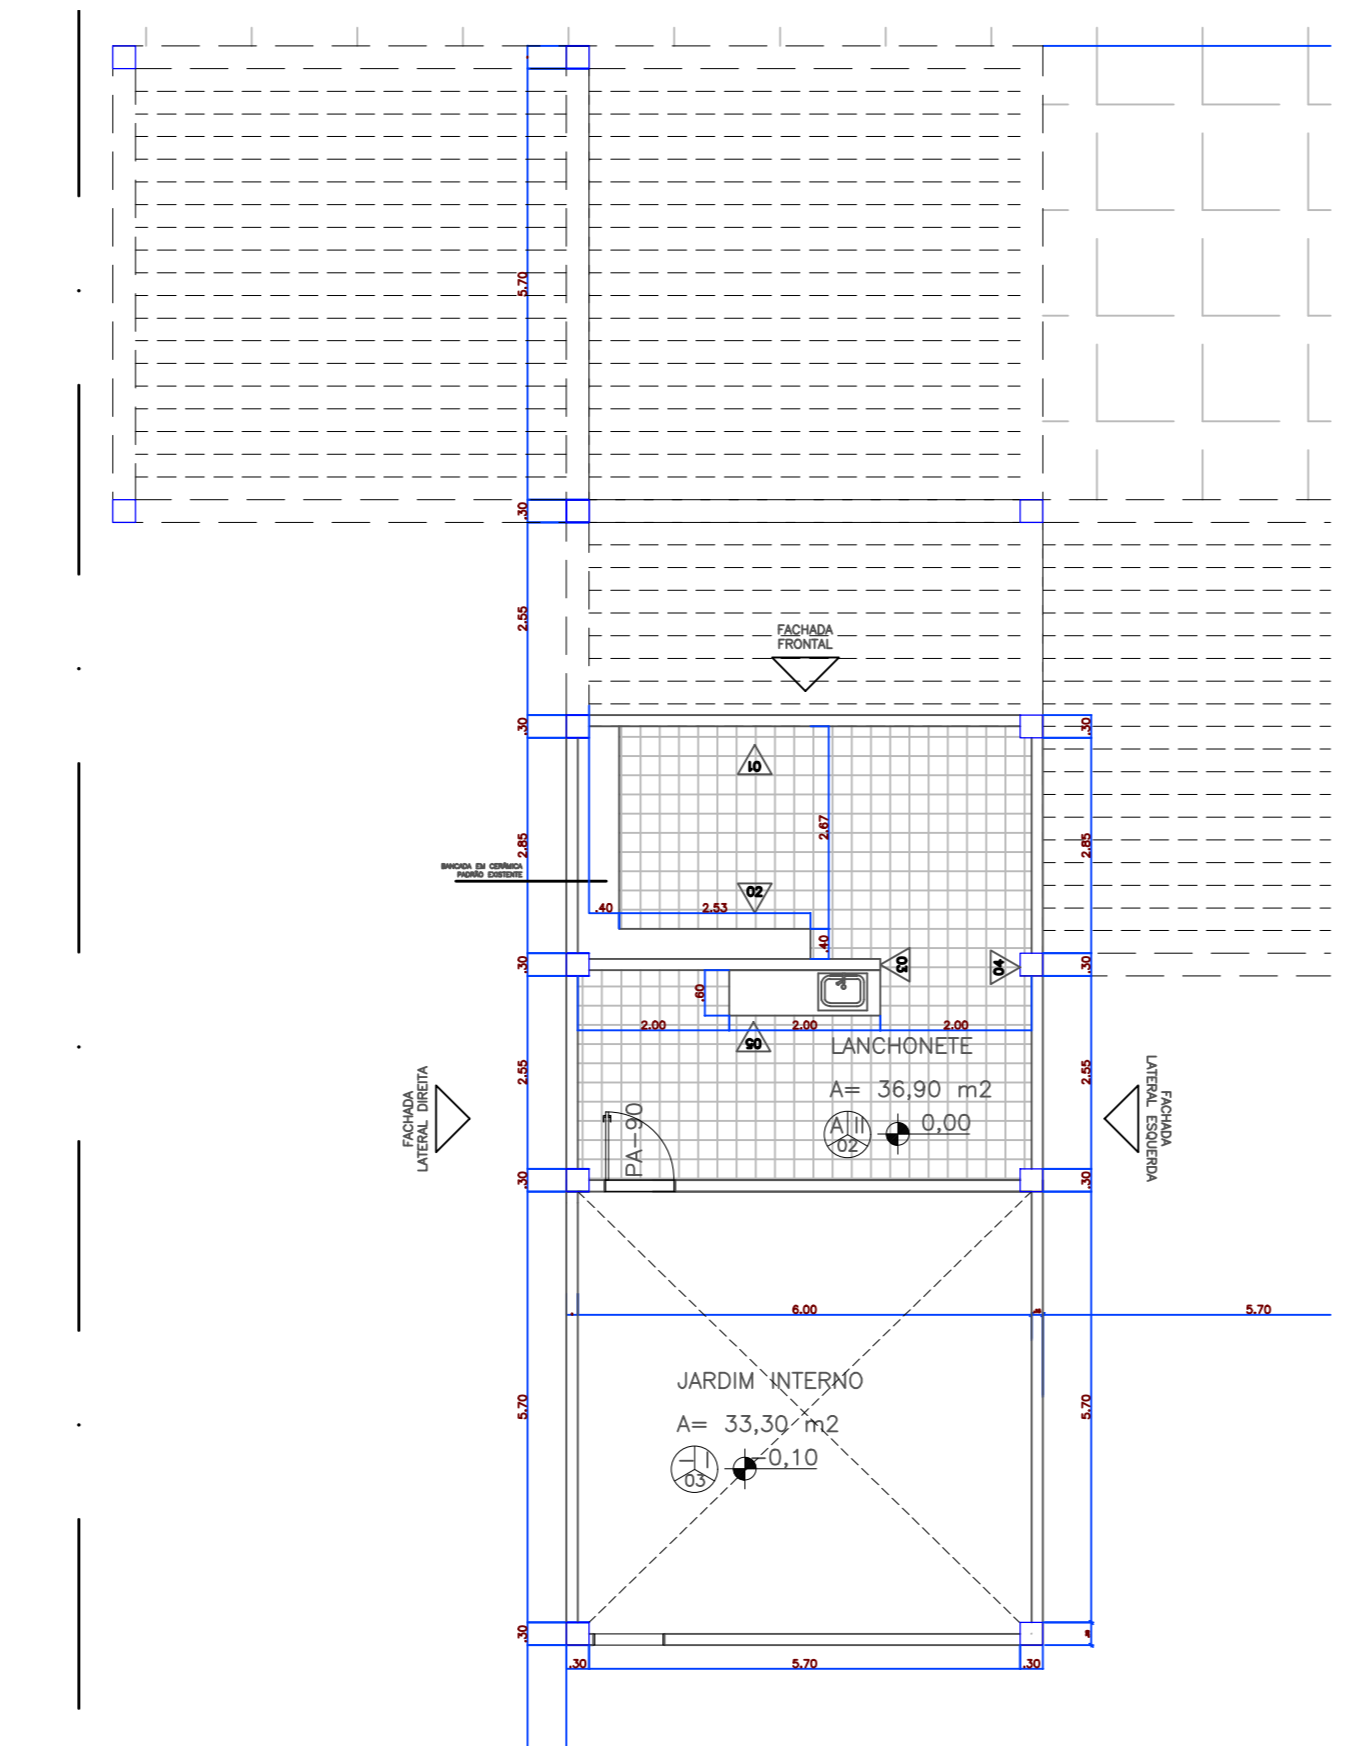 5.70
.30
2.55
FACHADA
FRONTAL
.30
.30
01
2.67
2.85
2.85
BANCADA EM CERÂMICA
PADRÃO EXISTENTE
02
.40
2.53
.40
.30
03
04
.30
.60
2.00
2.00
2.00
05
LANCHONETE
A= 36,90 m2
0,00
A II
02
2.55
2.55
FACHADA
LATERAL DIREITA
FACHADA
LATERAL ESQUERDA
PA-90
.30
.30
6.00
5.70
JARDIM INTERNO
A= 33,30 m2
-0,10
I I
03
5.70
5.70
.30
.30
5.70
.30